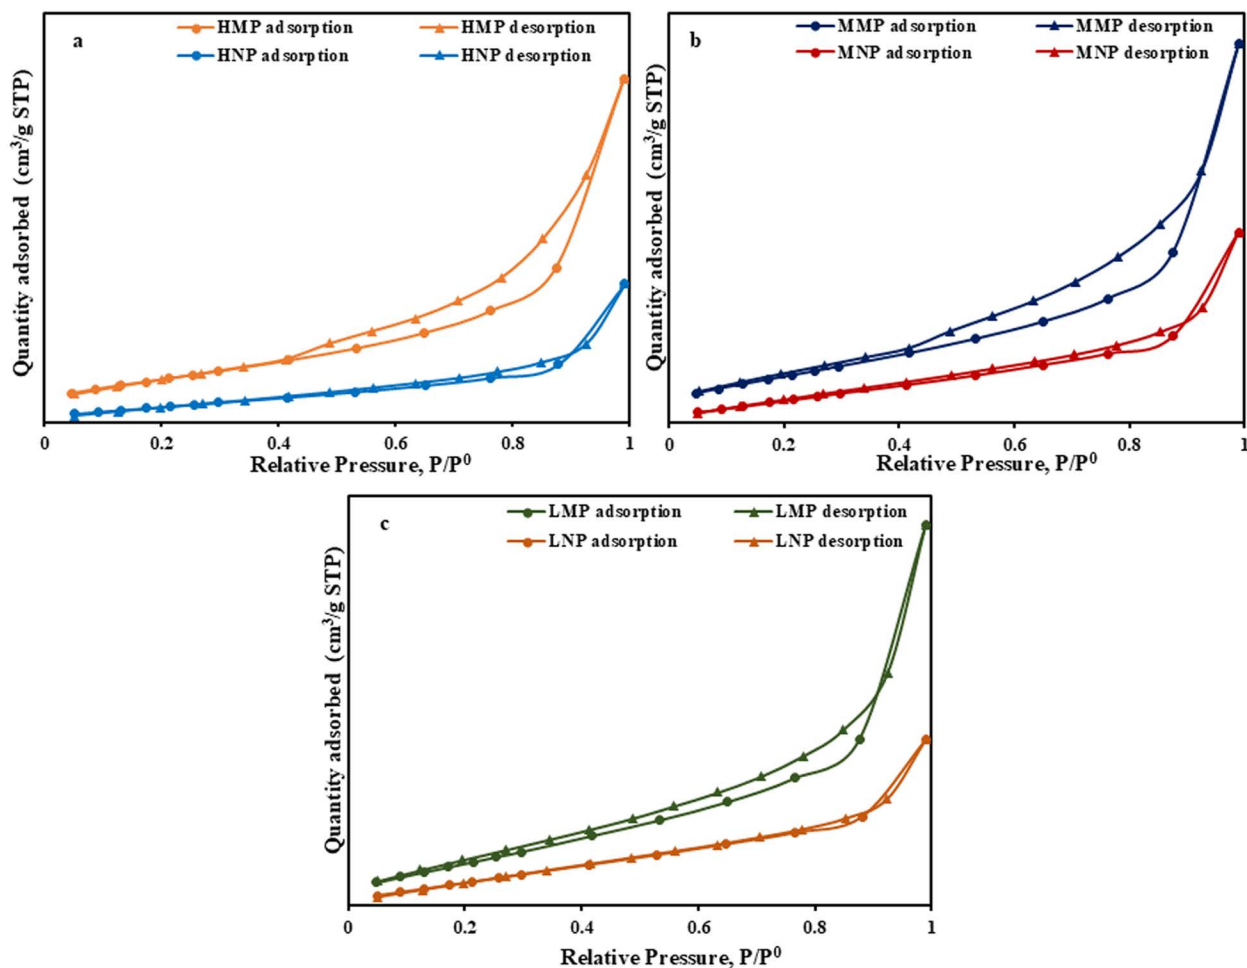 a
HMP adsorption HMP desorption
HNP adsorption HNP desorption
Quantity adsorbed (cm³/g STP)
0 0.2 0.4 0.6 0.8 1
Relative Pressure, P/P⁰
b
MMP adsorption MMP desorption
MNP adsorption MNP desorption
Quantity adsorbed (cm³/g STP)
0 0.2 0.4 0.6 0.8 1
Relative Pressure, P/P⁰
c
LMP adsorption LMP desorption
LNP adsorption LNP desorption
Quantity adsorbed (cm³/g STP)
0 0.2 0.4 0.6 0.8 1
Relative Pressure, P/P⁰